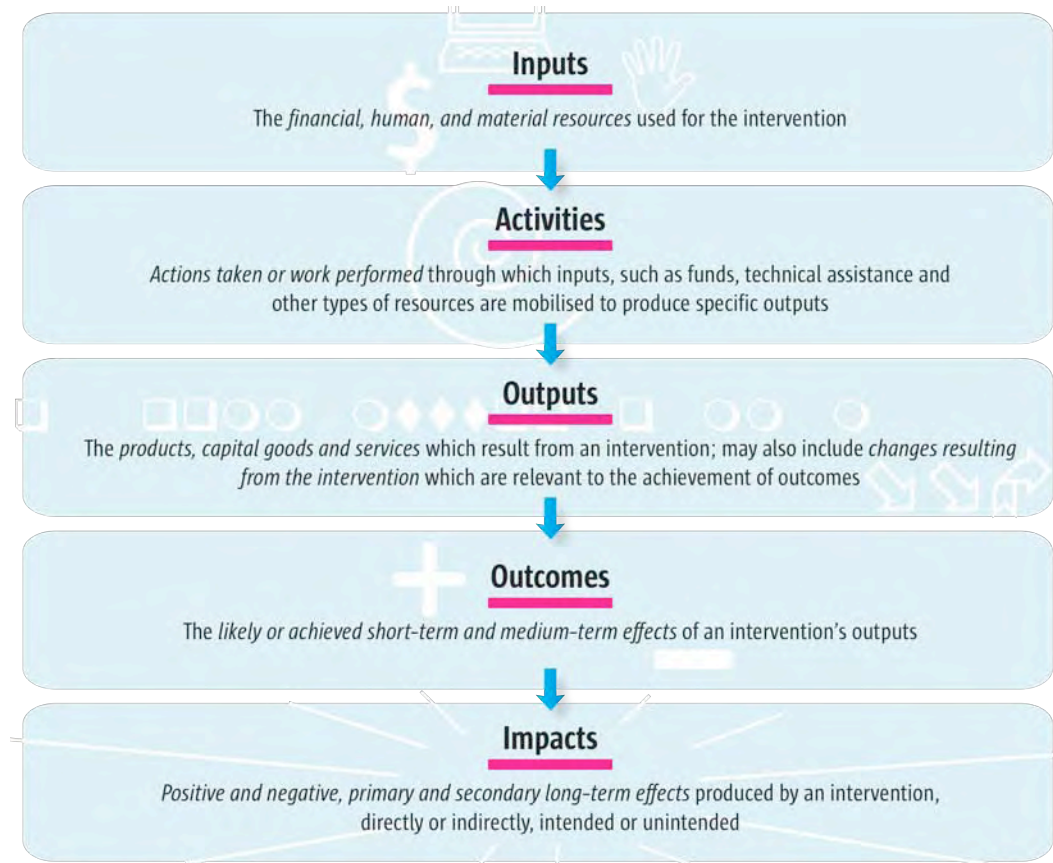 Inputs
The financial, human, and material resources used for the intervention
Activities
Actions taken or work performed through which inputs, such as funds, technical assistance and
other types of resources are mobilised to produce specific outputs
Outputs
The products, capital goods and services which result from an intervention; may also include changes resulting
from the intervention which are relevant to the achievement of outcomes
Outcomes
The likely or achieved short-term and medium-term effects of an intervention's outputs
Impacts
Positive and negative, primary and secondary long-term effects produced by an intervention,
directly or indirectly, intended or unintended